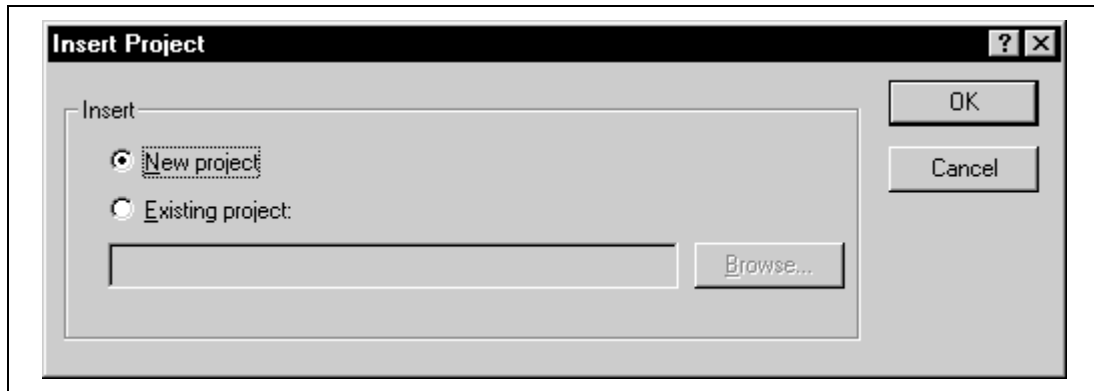 Insert Project
Insert
New project
Existing project:
Browse...
OK
Cancel